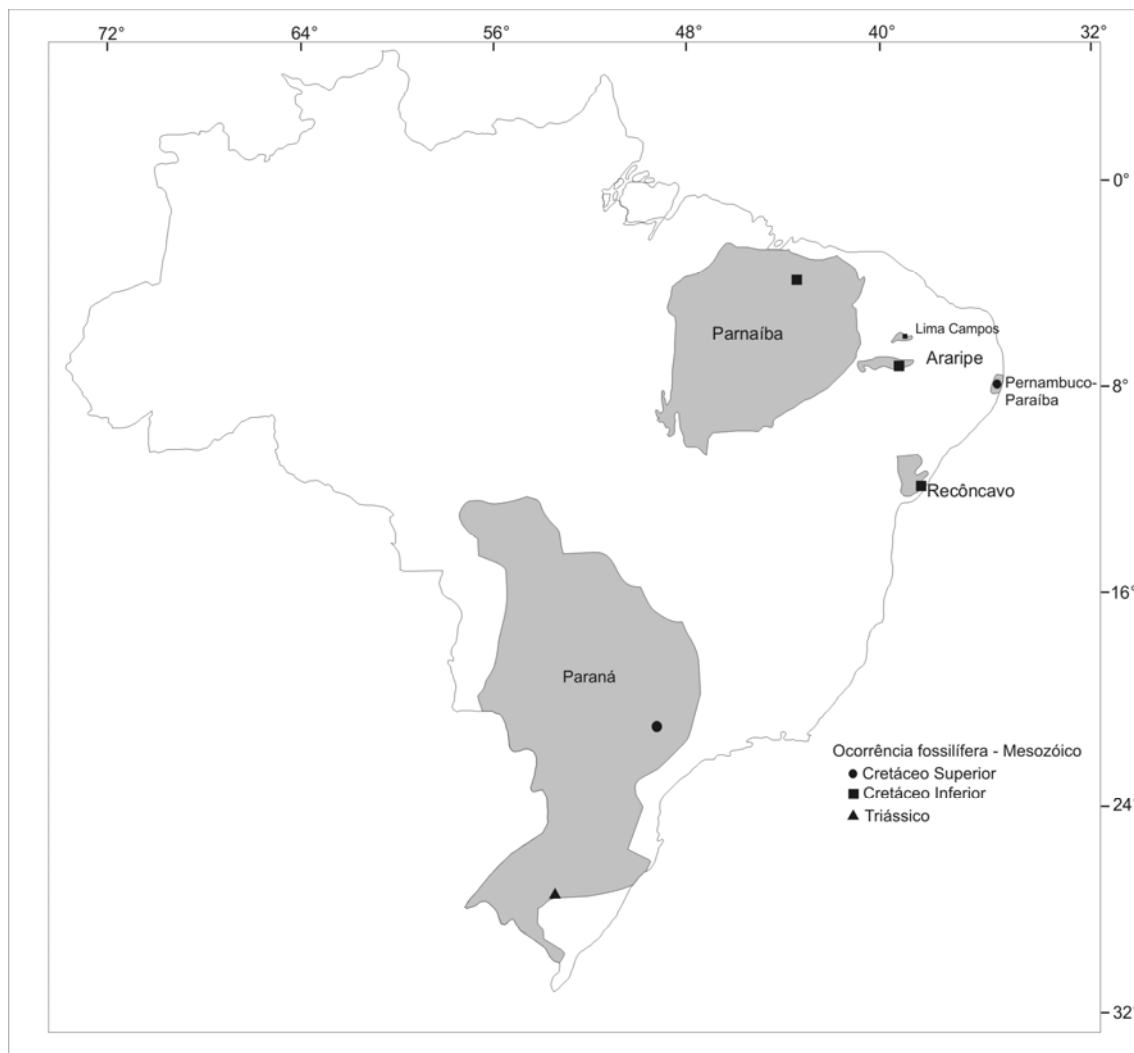 72°
64°
56°
48°
40°
32°
0°
Parnaíba
Lima Campos
Araripe
Pernambuco-
Paraíba
8°
Recôncavo
16°
Paraná
Ocorrência fossilífera - Mesozóico
Cretáceo Superior
Cretáceo Inferior
24°
Triássico
32°